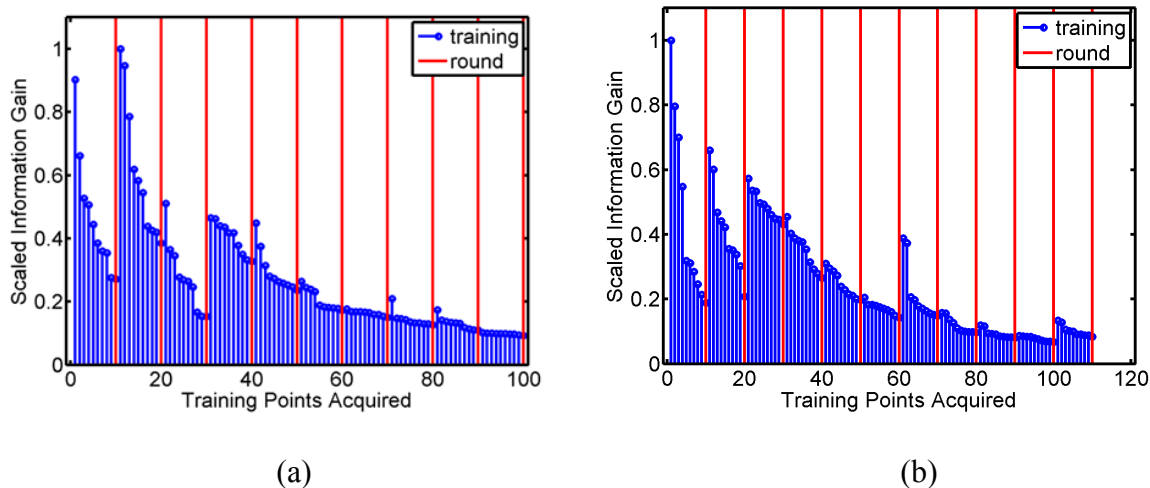 training
round
1
0.8
0.6
0.4
0.2
0
Scaled Information Gain
0 20 40 60 80 100
Training Points Acquired
(a)
training
round
1
0.8
0.6
0.4
0.2
0
Scaled Information Gain
0 20 40 60 80 100 120
Training Points Acquired
(b)